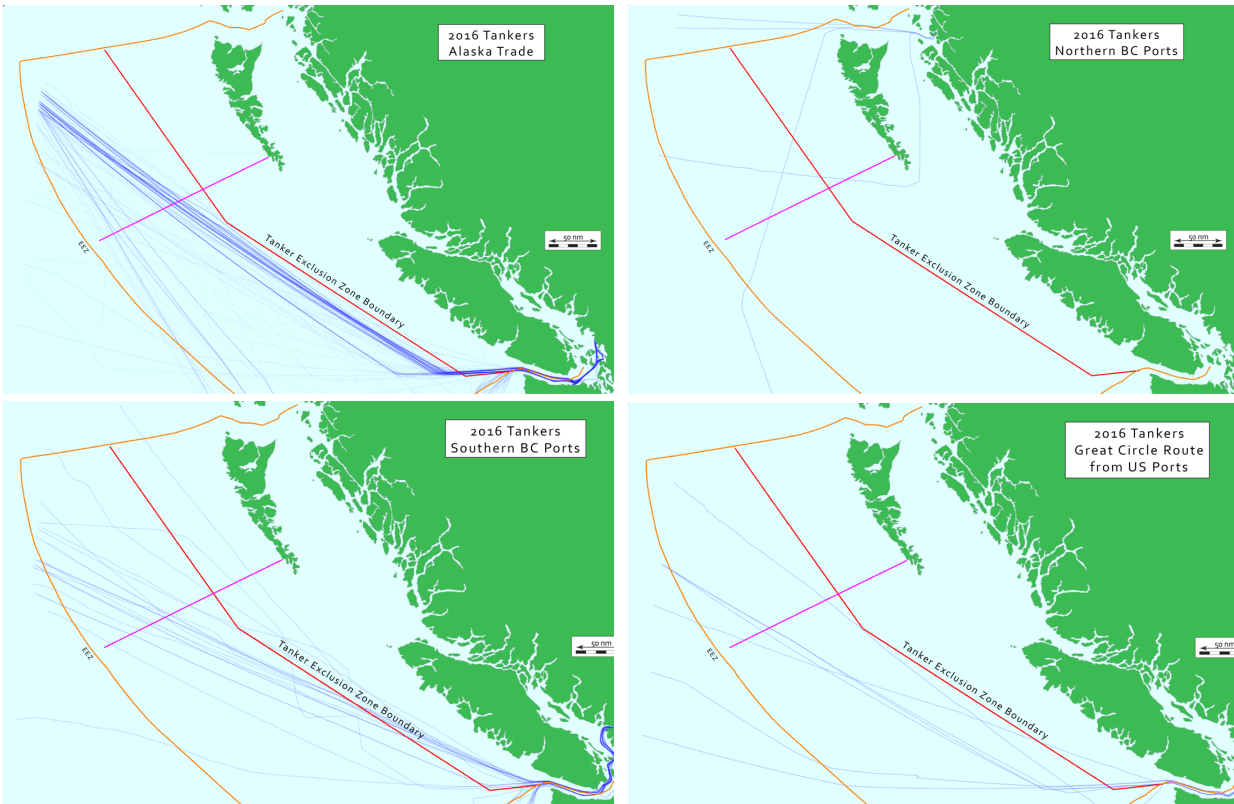 2016 Tankers
Alaska Trade
EEZ
Tanker Exclusion Zone Boundary
50 nm
2016 Tankers
Northern BC Ports
EEZ
Tanker Exclusion Zone Boundary
50 nm
2016 Tankers
Southern BC Ports
EEZ
Tanker Exclusion Zone Boundary
50 nm
2016 Tankers
Great Circle Route
from US Ports
EEZ
Tanker Exclusion Zone Boundary
50 nm